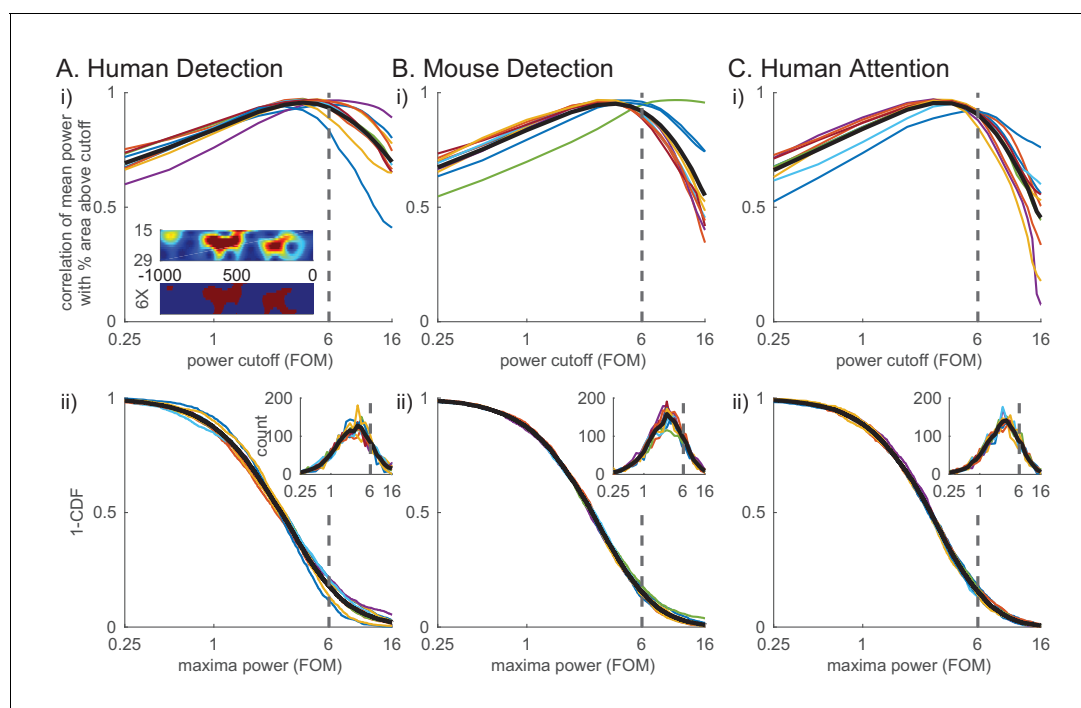 A. Human Detection
B. Mouse Detection
C. Human Attention
i)
correlation of mean power
with % area above cutoff
1
0.5
0
15
29
-1000 500 0
6X
0.25 1 6 16
power cutoff (FOM)
i)
1
0.5
0
0.25 1 6 16
power cutoff (FOM)
i)
1
0.5
0
0.25 1 6 16
power cutoff (FOM)
ii)
1-CDF
1
0.5
0
count
200
100
0
0.25 1 6 16
0.25 1 6 16
maxima power (FOM)
ii)
1
0.5
0
200
100
0
0.25 1 6 16
0.25 1 6 16
maxima power (FOM)
ii)
1
0.5
0
200
100
0
0.25 1 6 16
0.25 1 6 16
maxima power (FOM)